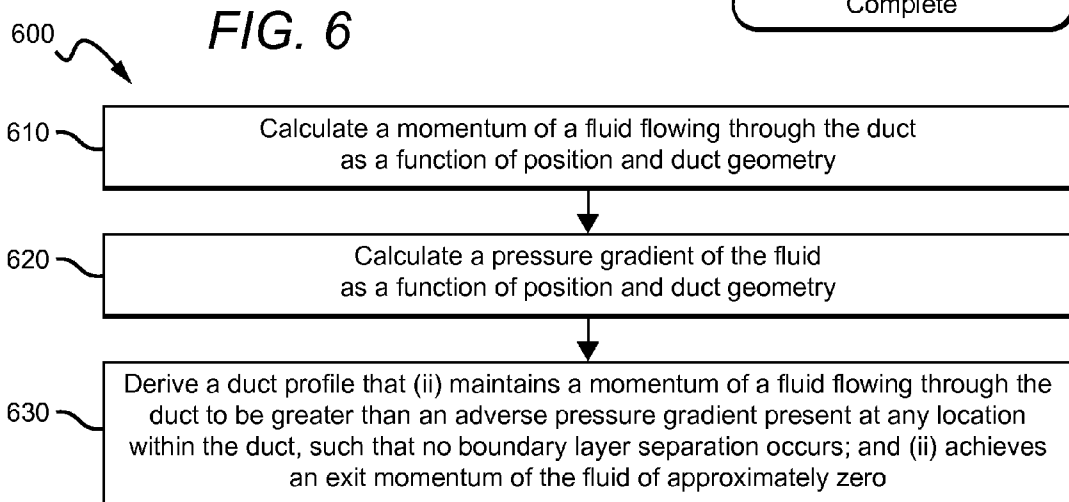 Complete
FIG. 6
600
610
Calculate a momentum of a fluid flowing through the duct
as a function of position and duct geometry
620
Calculate a pressure gradient of the fluid
as a function of position and duct geometry
630
Derive a duct profile that (ii) maintains a momentum of a fluid flowing through the
duct to be greater than an adverse pressure gradient present at any location
within the duct, such that no boundary layer separation occurs; and (ii) achieves
an exit momentum of the fluid of approximately zero